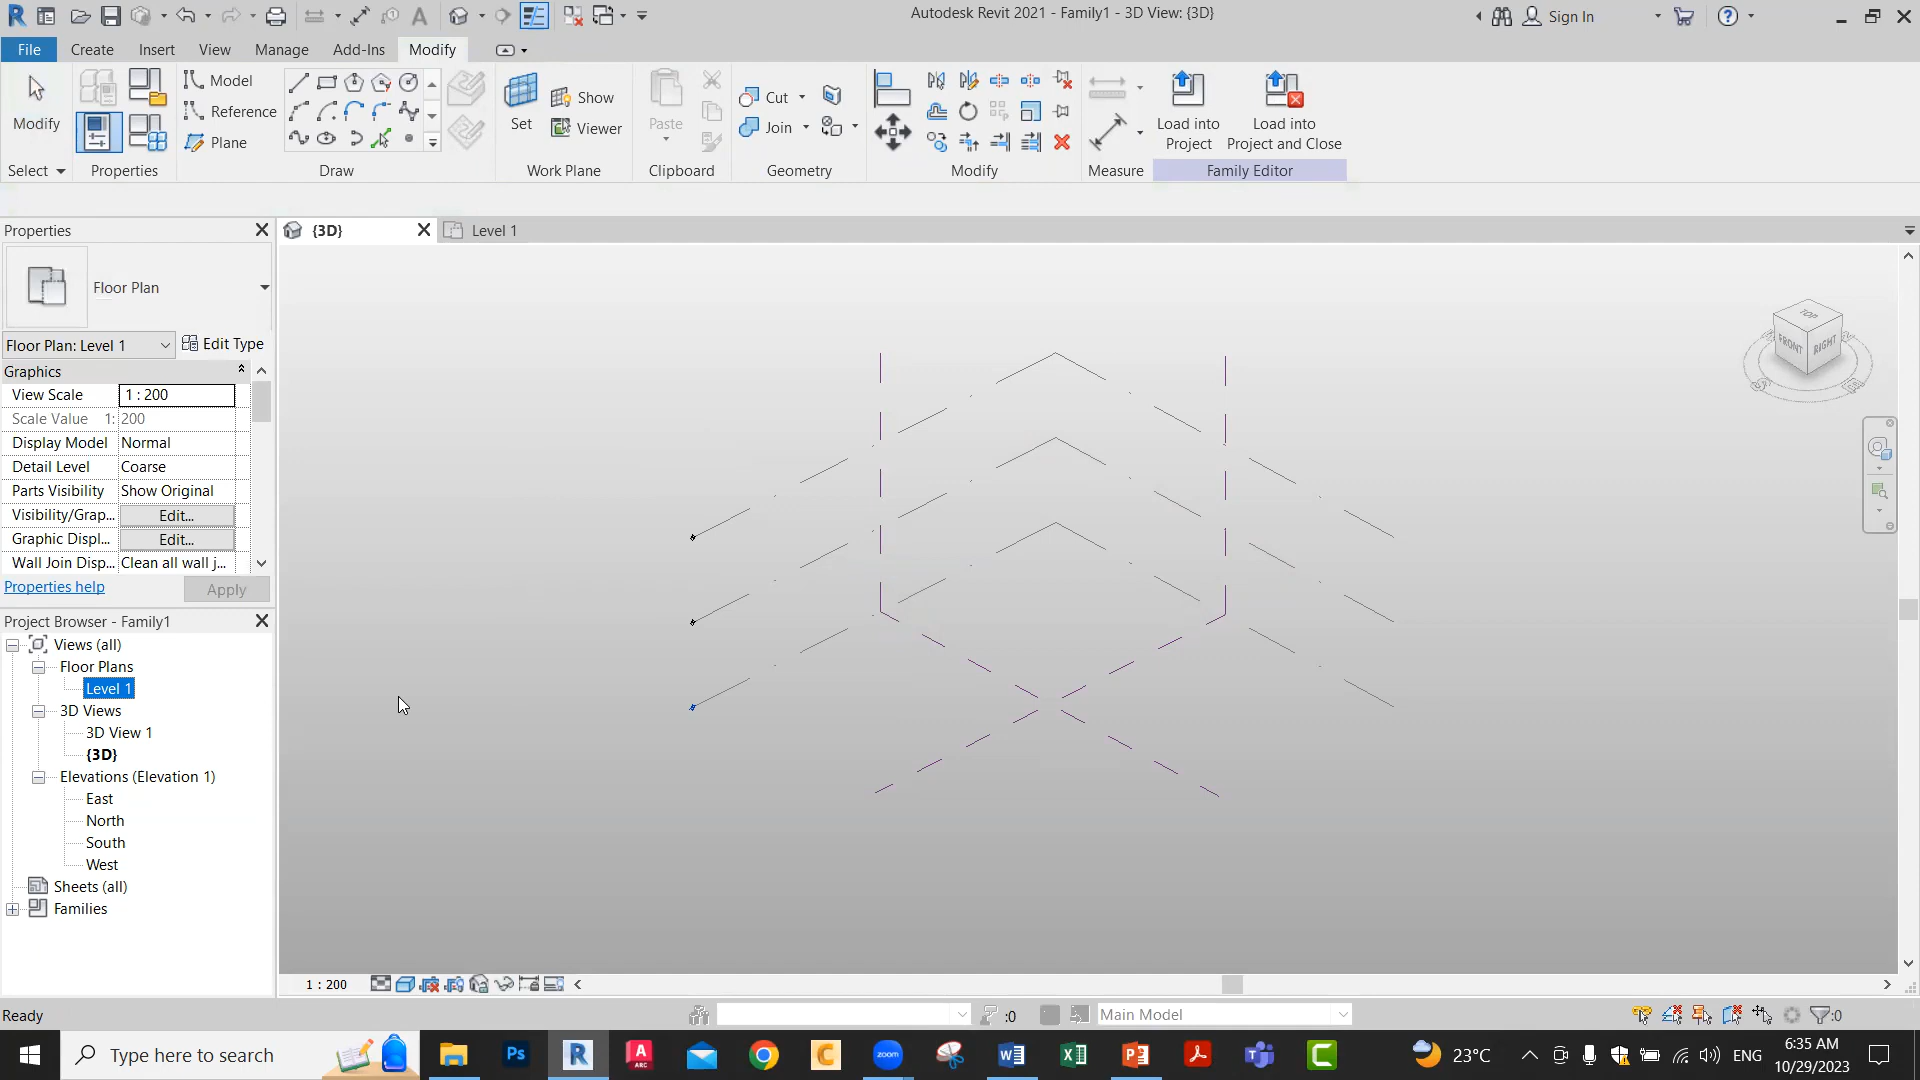 Autodesk Revit 2021 - Family1 - 3D View: {3D}
Sign In
File
Create
Insert
View
Manage
Add-Ins
Modify
Modify
Model
Reference
Plane
Set
Show
Viewer
Paste
Cut
Join
Load into
Project
Load into
Project and Close
Select
Properties
Draw
Work Plane
Clipboard
Geometry
Modify
Measure
Family Editor
Properties
{3D}
Level 1
Floor Plan
Floor Plan: Level 1
Edit Type
Graphics
View Scale
1 : 200
Scale Value 1:
200
Display Model
Normal
Detail Level
Coarse
Parts Visibility
Show Original
Visibility/Grap...
Edit...
Graphic Displ...
Edit...
Wall Join Disp...
Clean all wall j...
Properties help
Apply
Project Browser - Family1
Views (all)
Floor Plans
Level 1
3D Views
3D View 1
{3D}
Elevations (Elevation 1)
East
North
South
West
Sheets (all)
Families
TOP
FRONT
RIGHT
1 : 200
Ready
:0
Main Model
:0
Type here to search
23°C
ENG
6:35 AM
10/29/2023